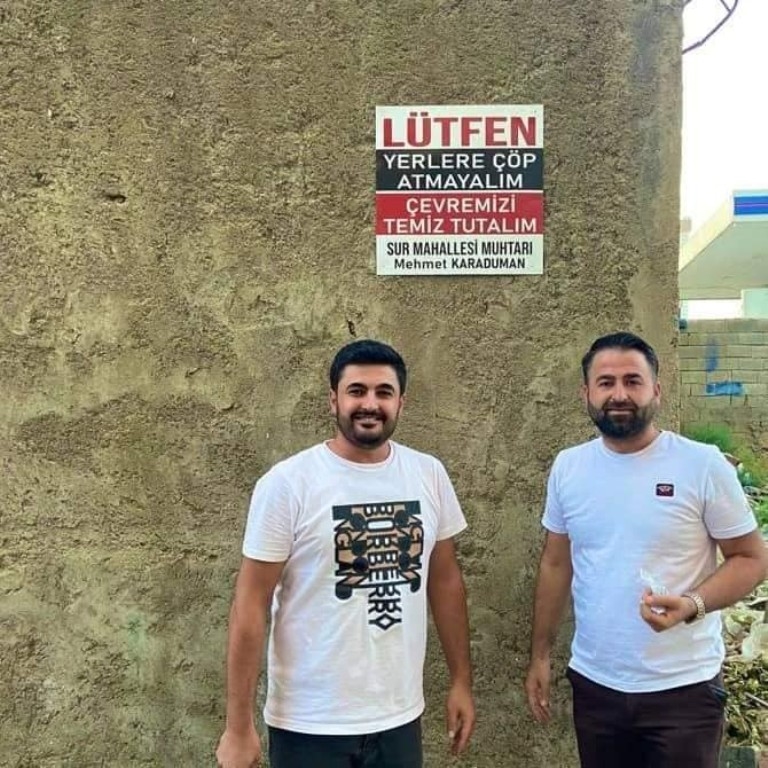 LÜTFEN
YERLERE ÇÖP
ATMAYALIM
ÇEVREMİZİ
TEMİZ TUTALIM
SUR MAHALLESİ MUHTARI
Mehmet KARADUMAN